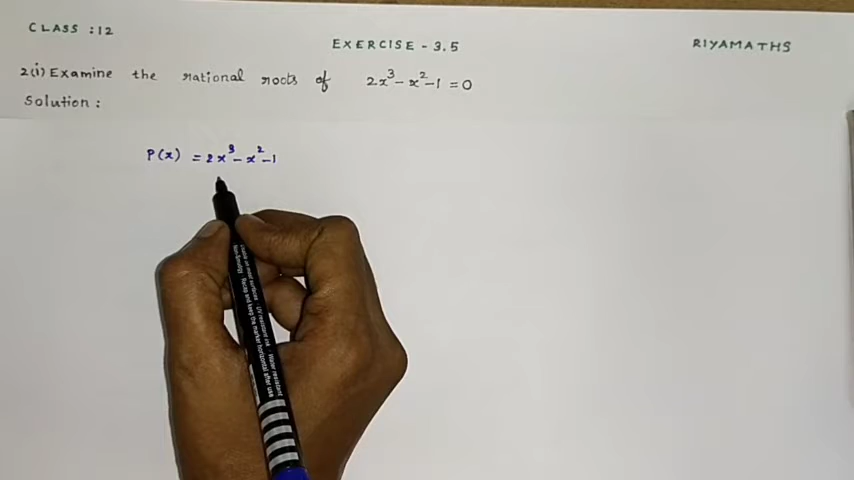 CLASS : 12
EXERCISE - 3.5
RIYAMATHS
2(i) Examine the rational roots of 2x³ - x² - 1 = 0
Solution :
P(x) = 2x³ - x² - 1